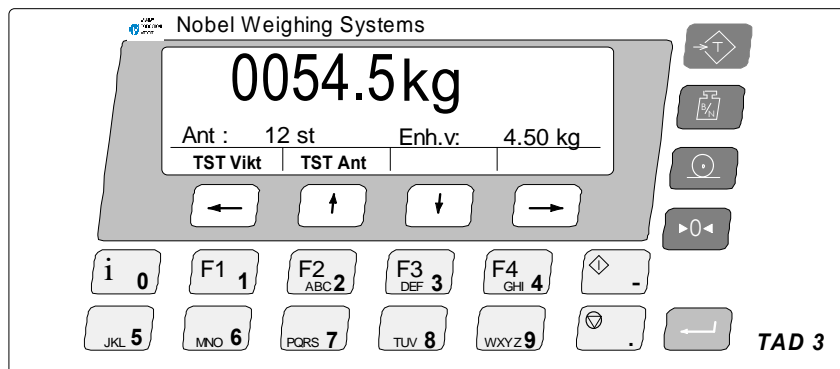 Nobel Weighing Systems
0054.5kg
Ant : 12 st Enh.v: 4.50 kg
TST Vikt TST Ant
T
B/N
▸0◂
i 0 F1 1 F2 ABC 2 F3 DEF 3 F4 GHI 4 -
JKL 5 MNO 6 PQRS 7 TUV 8 WXYZ 9 .
TAD 3